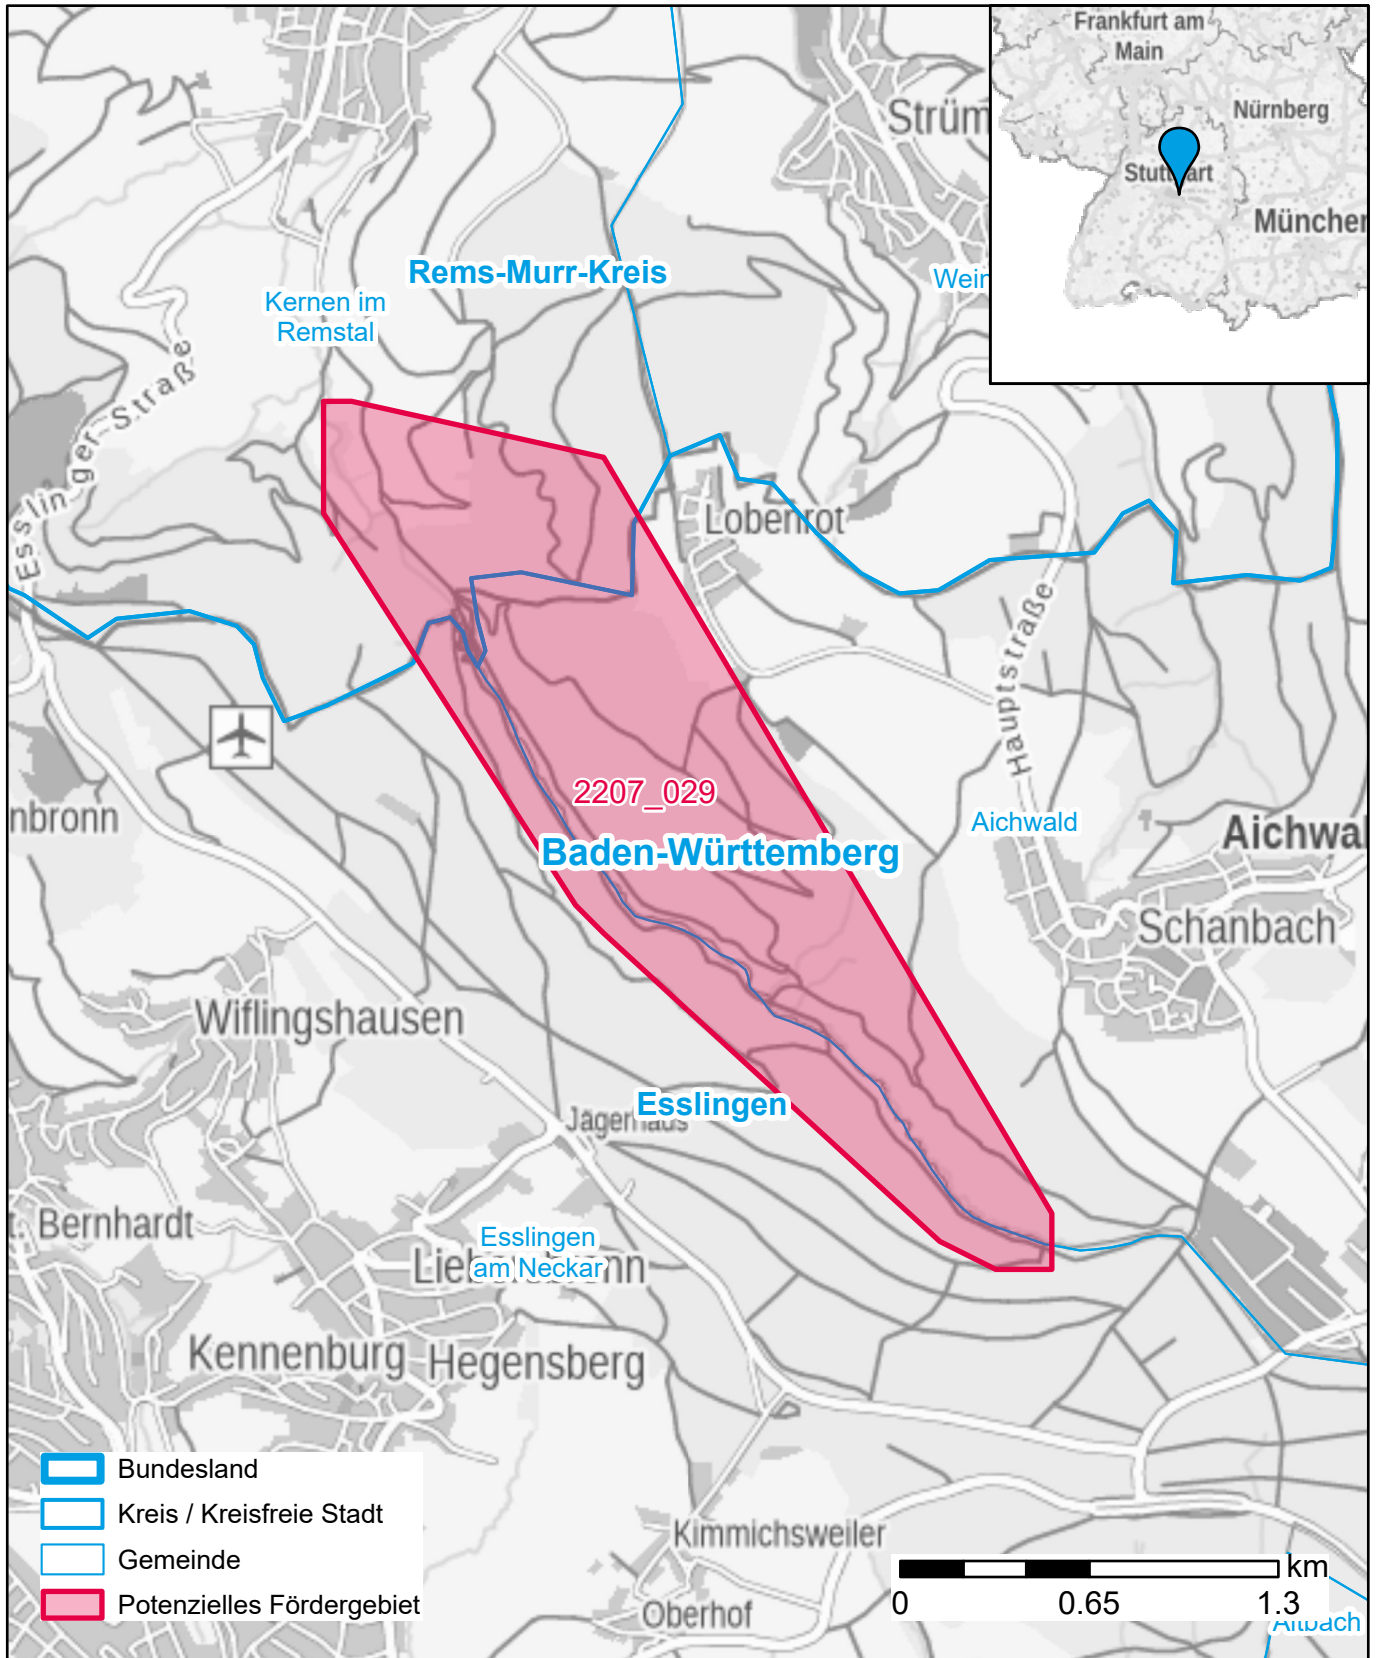 Frankfurt am
Main
Nürnberg
Stuttgart
München
Strüm
Rems-Murr-Kreis
Wein
Kernen im
Remstal
Esslinger-Straße
Lobenrot
Hauptstraße
2207_029
nbronn
Aichwald
Aichwal
Baden-Württemberg
Schanbach
Wiflingshausen
Esslingen
Jägerhaus
t. Bernhardt
Esslingen
am Neckar
Liebersbronn
Kennenburg
Hegensberg
Bundesland
Kreis / Kreisfreie Stadt
Gemeinde
Potenzielles Fördergebiet
Kimmichsweiler
Oberhof
km
0 0.65 1.3
Altbach